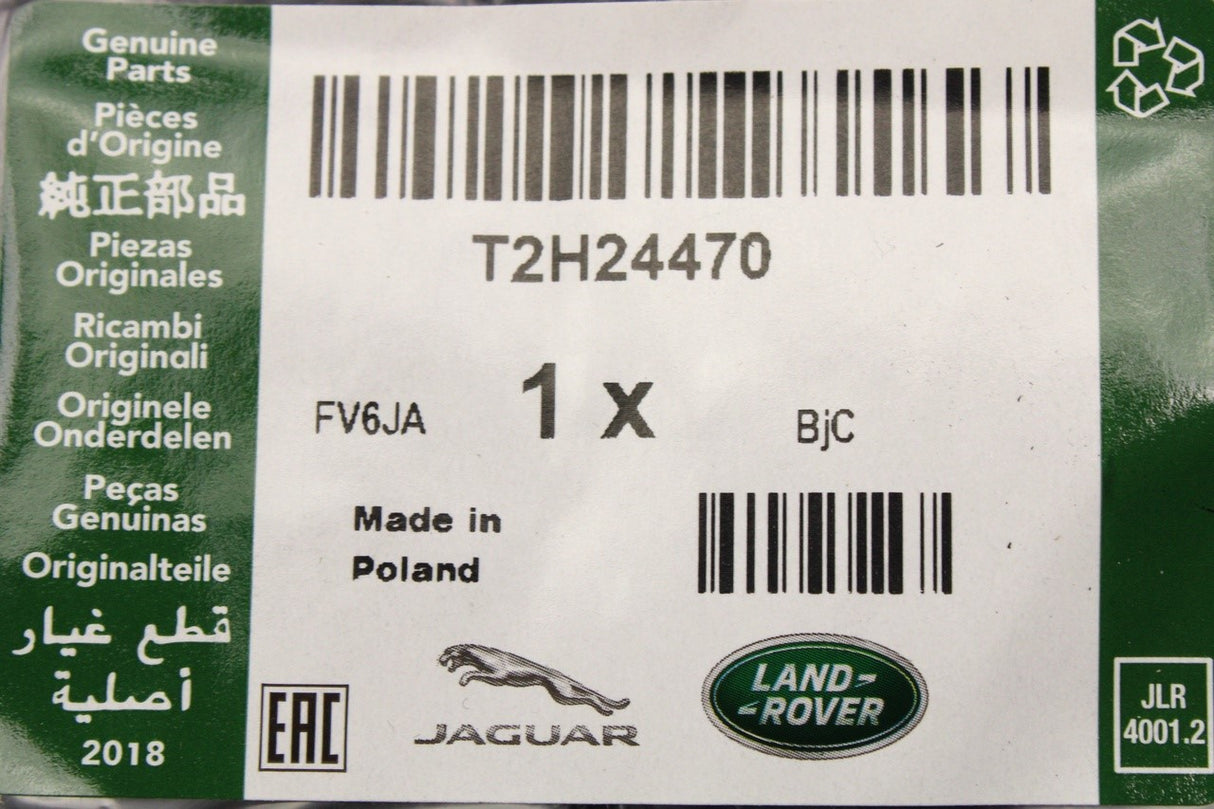 Genuine
Parts
Pièces
d'Origine
純正部品
Piezas
Originales
Ricambi
Originali
Originele
Onderdelen
Peças
Genuinas
Originalteile
قطع غيار
أصلية
2018
T2H24470
FV6JA
1 x
BjC
Made in
Poland
EAC
JAGUAR
LAND-
-ROVER
JLR
4001.2